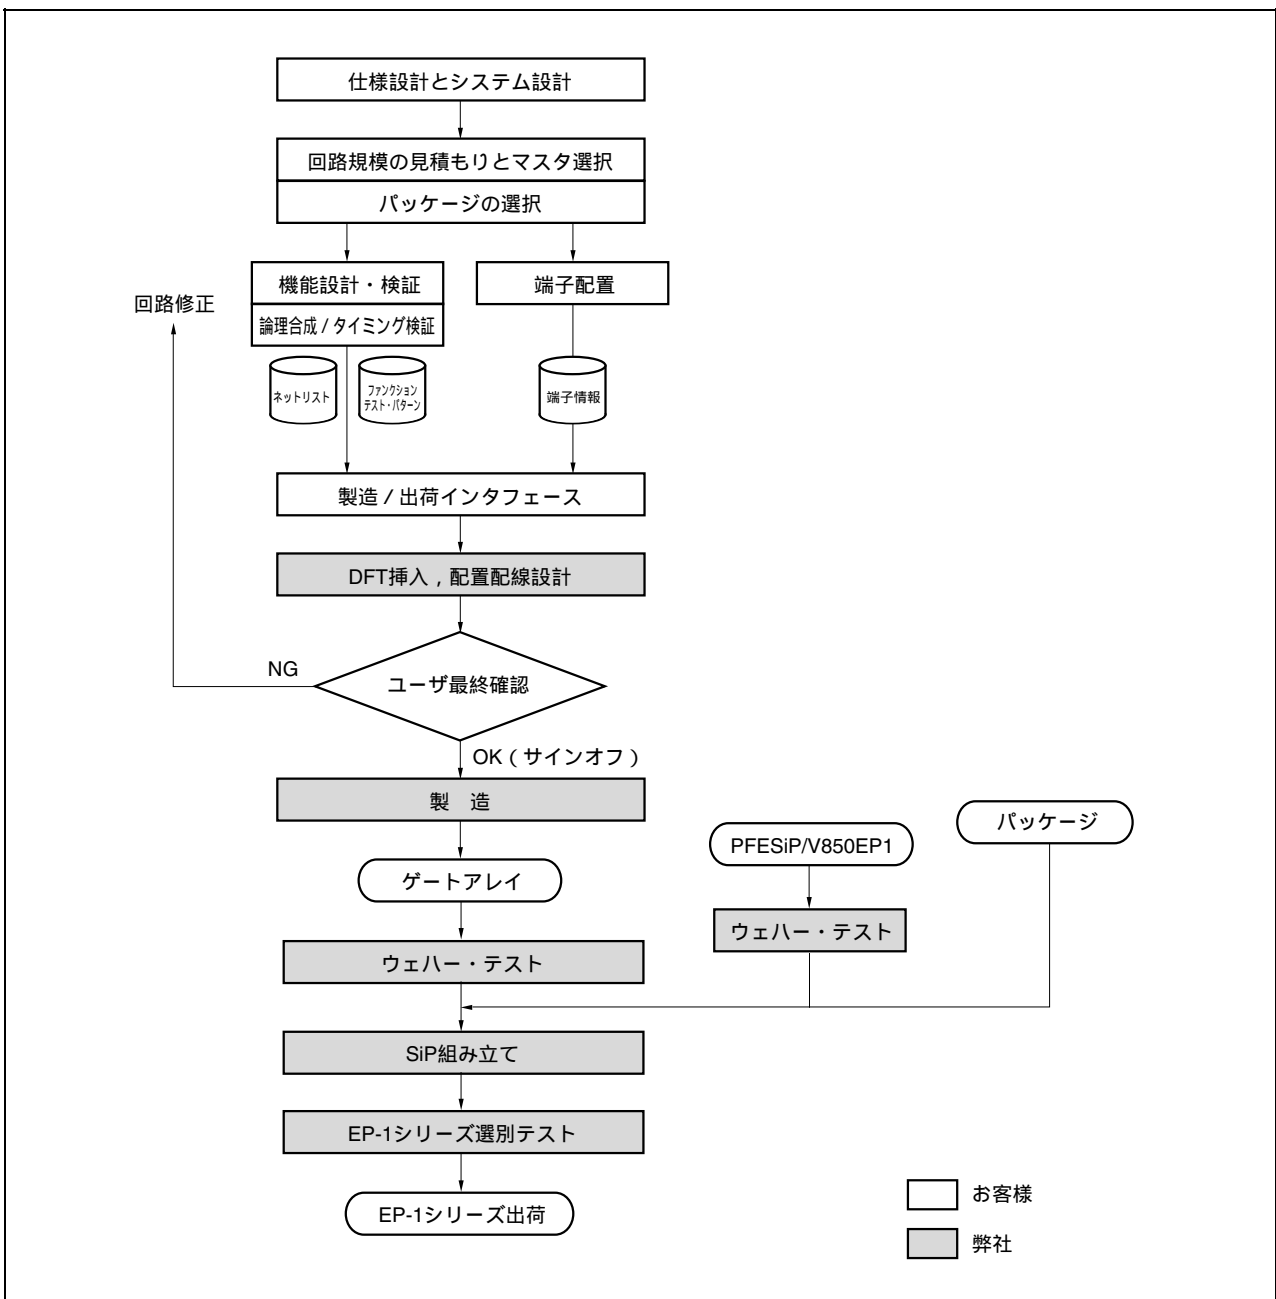 仕様設計とシステム設計
回路規模の見積もりとマスタ選択
パッケージの選択
機能設計・検証
端子配置
回路修正
論理合成 / タイミング検証
ネットリスト
ファンクション
テスト・パターン
端子情報
製造 / 出荷インタフェース
DFT挿入，配置配線設計
NG
ユーザ最終確認
OK（サインオフ）
製　造
パッケージ
PFESiP/V850EP1
ゲートアレイ
ウェハー・テスト
ウェハー・テスト
SiP組み立て
EP-1シリーズ選別テスト
お客様
EP-1シリーズ出荷
弊社